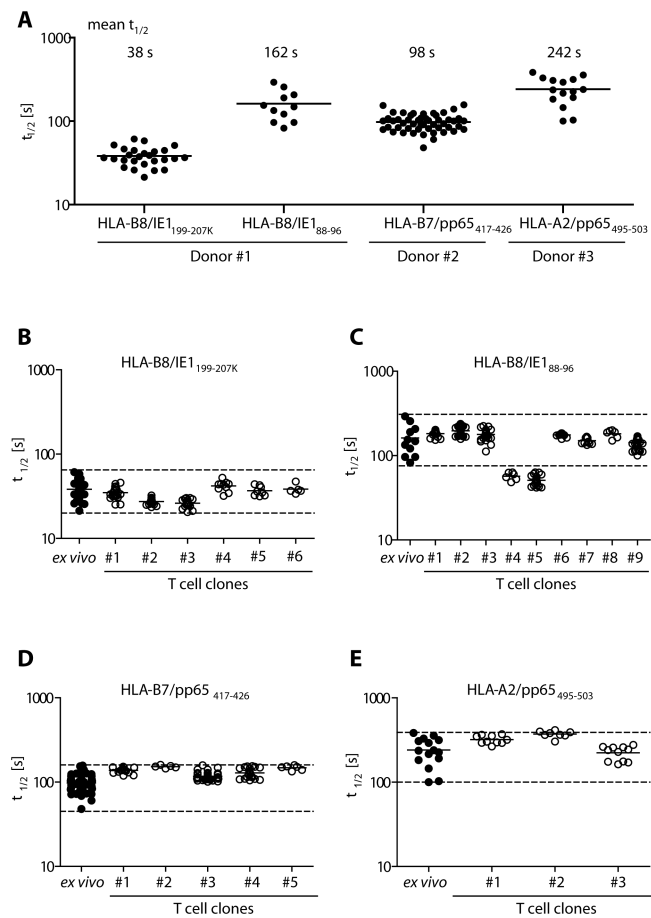 A
mean t1/2
38 s 162 s 98 s 242 s
1000
100
10
t1/2 [s]
HLA-B8/IE1199-207K HLA-B8/IE188-96 HLA-B7/pp65417-426 HLA-A2/pp65495-503
Donor #1 Donor #2 Donor #3
B
HLA-B8/IE1199-207K
1000
100
10
t 1/2 [s]
ex vivo #1 #2 #3 #4 #5 #6
T cell clones
C
HLA-B8/IE188-96
1000
100
10
t1/2 [s]
ex vivo #1 #2 #3 #4 #5 #6 #7 #8 #9
T cell clones
D
HLA-B7/pp65 417-426
1000
100
10
t 1/2 [s]
ex vivo #1 #2 #3 #4 #5
T cell clones
E
HLA-A2/pp65495-503
1000
100
10
t 1/2 [s]
ex vivo #1 #2 #3
T cell clones